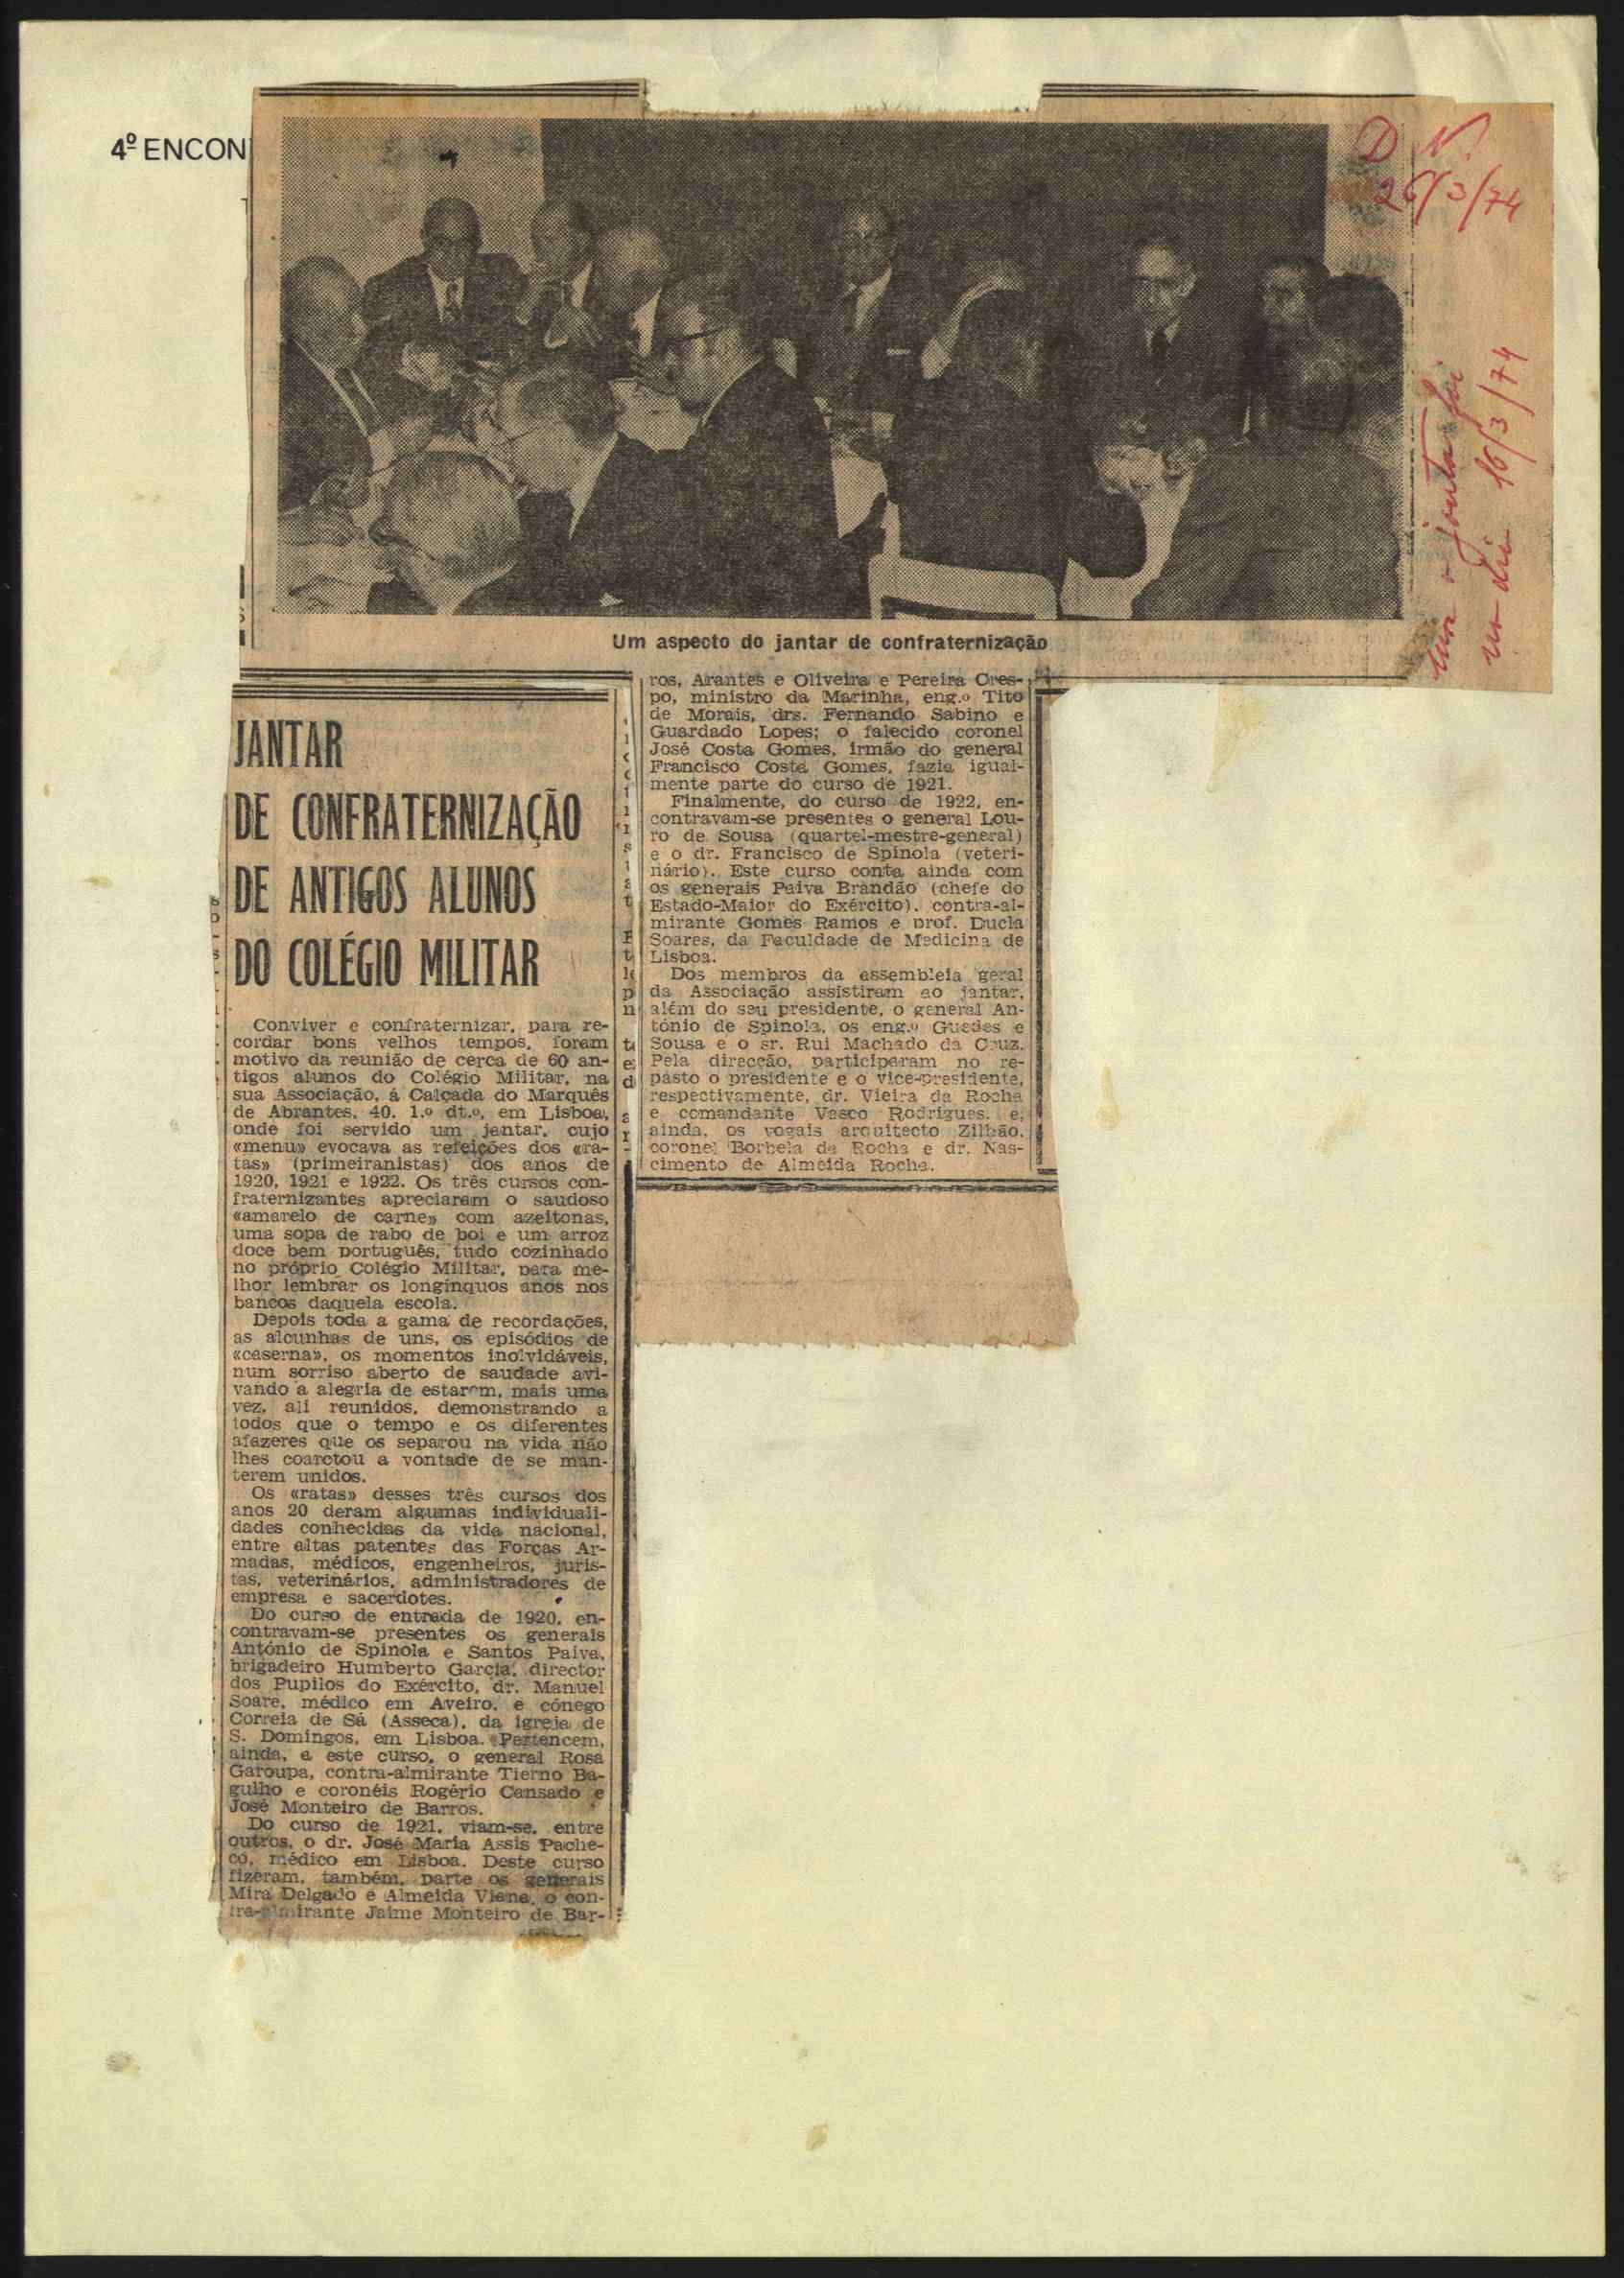 4º ENCON
D N.
26/3/74
jantar foi
no dia 16/3/74
Um aspecto do jantar de confraternização
JANTAR
DE CONFRATERNIZAÇÃO
DE ANTIGOS ALUNOS
DO COLÉGIO MILITAR
Conviver e confraternizar, para re-
cordar bons velhos tempos, foram
motivo da reunião de cerca de 60 an-
tigos alunos do Colégio Militar, na
sua Associação, à Calçada do Marquês
de Abrantes, 40, 1.º dt.º, em Lisboa,
onde foi servido um jantar, cujo
«menu» evocava as refeições dos «ra-
tas» (primeiranistas) dos anos de
1920, 1921 e 1922. Os três cursos con-
fraternizantes apreciaram o saudoso
«amarelo de carne» com azeitonas,
uma sopa de rabo de boi e um arroz
doce bem português, tudo cozinhado
no próprio Colégio Militar, para me-
lhor lembrar os longínquos anos nos
bancos daquela escola.
Depois toda a gama de recordações,
as alcunhas de uns, os episódios de
«caserna», os momentos inolvidáveis,
num sorriso aberto de saudade avi-
vando a alegria de estarem, mais uma
vez, ali reunidos, demonstrando a
todos que o tempo e os diferentes
afazeres que os separou na vida não
lhes coarctou a vontade de se man-
terem unidos.
Os «ratas» desses três cursos dos
anos 20 deram algumas individuali-
dades conhecidas da vida nacional,
entre altas patentes das Forças Ar-
madas, médicos, engenheiros, juris-
tas, veterinários, administradores de
empresa e sacerdotes.
Do curso de entrada de 1920, en-
contravam-se presentes os generais
António de Spínola e Santos Paiva,
brigadeiro Humberto Garcia, director
dos Pupilos do Exército, dr. Manuel
Soare, médico em Aveiro, e cónego
Correia de Sá (Asseca), da igreja de
S. Domingos, em Lisboa. Pertencem,
ainda, a este curso, o general Rosa
Garoupa, contra-almirante Tierno Ba-
gulho e coronéis Rogério Cansado e
José Monteiro de Barros.
Do curso de 1921, viam-se, entre
outros, o dr. José Maria Assis Pache-
co, médico em Lisboa. Deste curso
fizeram, também, parte os generais
Mira Delgado e Almeida Viana, o con-
tra-almirante Jaime Monteiro de Bar-
ros, Arantes e Oliveira e Pereira Cres-
po, ministro da Marinha, eng.º Tito
de Morais, drs. Fernando Sabino e
Guardado Lopes; o falecido coronel
José Costa Gomes, irmão do general
Francisco Costa Gomes, fazia igual-
mente parte do curso de 1921.
Finalmente, do curso de 1922, en-
contravam-se presentes o general Lou-
ro de Sousa (quartel-mestre-general)
e o dr. Francisco de Spínola (veteri-
nário). Este curso conta ainda com
os generais Paiva Brandão (chefe do
Estado-Maior do Exército), contra-al-
mirante Gomes Ramos e prof. Ducla
Soares, da Faculdade de Medicina de
Lisboa.
Dos membros da assembleia geral
da Associação assistiram ao jantar,
além do seu presidente, o general An-
tónio de Spínola, os eng.º Guedes e
Sousa e o sr. Rui Machado da Cruz.
Pela direcção, participaram no re-
pasto o presidente e o vice-presidente,
respectivamente, dr. Vieira da Rocha
e comandante Vasco Rodrigues, e,
ainda, os vogais arquitecto Zilhão,
coronel Borbela da Rocha e dr. Nas-
cimento de Almeida Rocha.